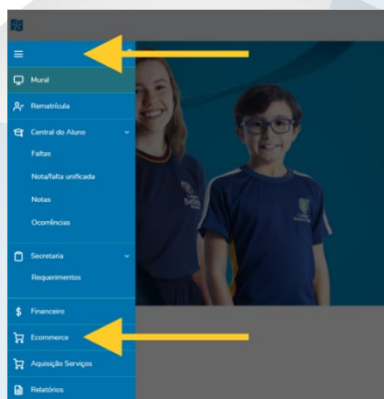 Mural
Rematrícula
Central do Aluno
Faltas
Nota/falta unificada
Notas
Ocorrências
Secretaria
Requerimentos
Financeiro
Ecommerce
Aquisição Serviços
Relatórios